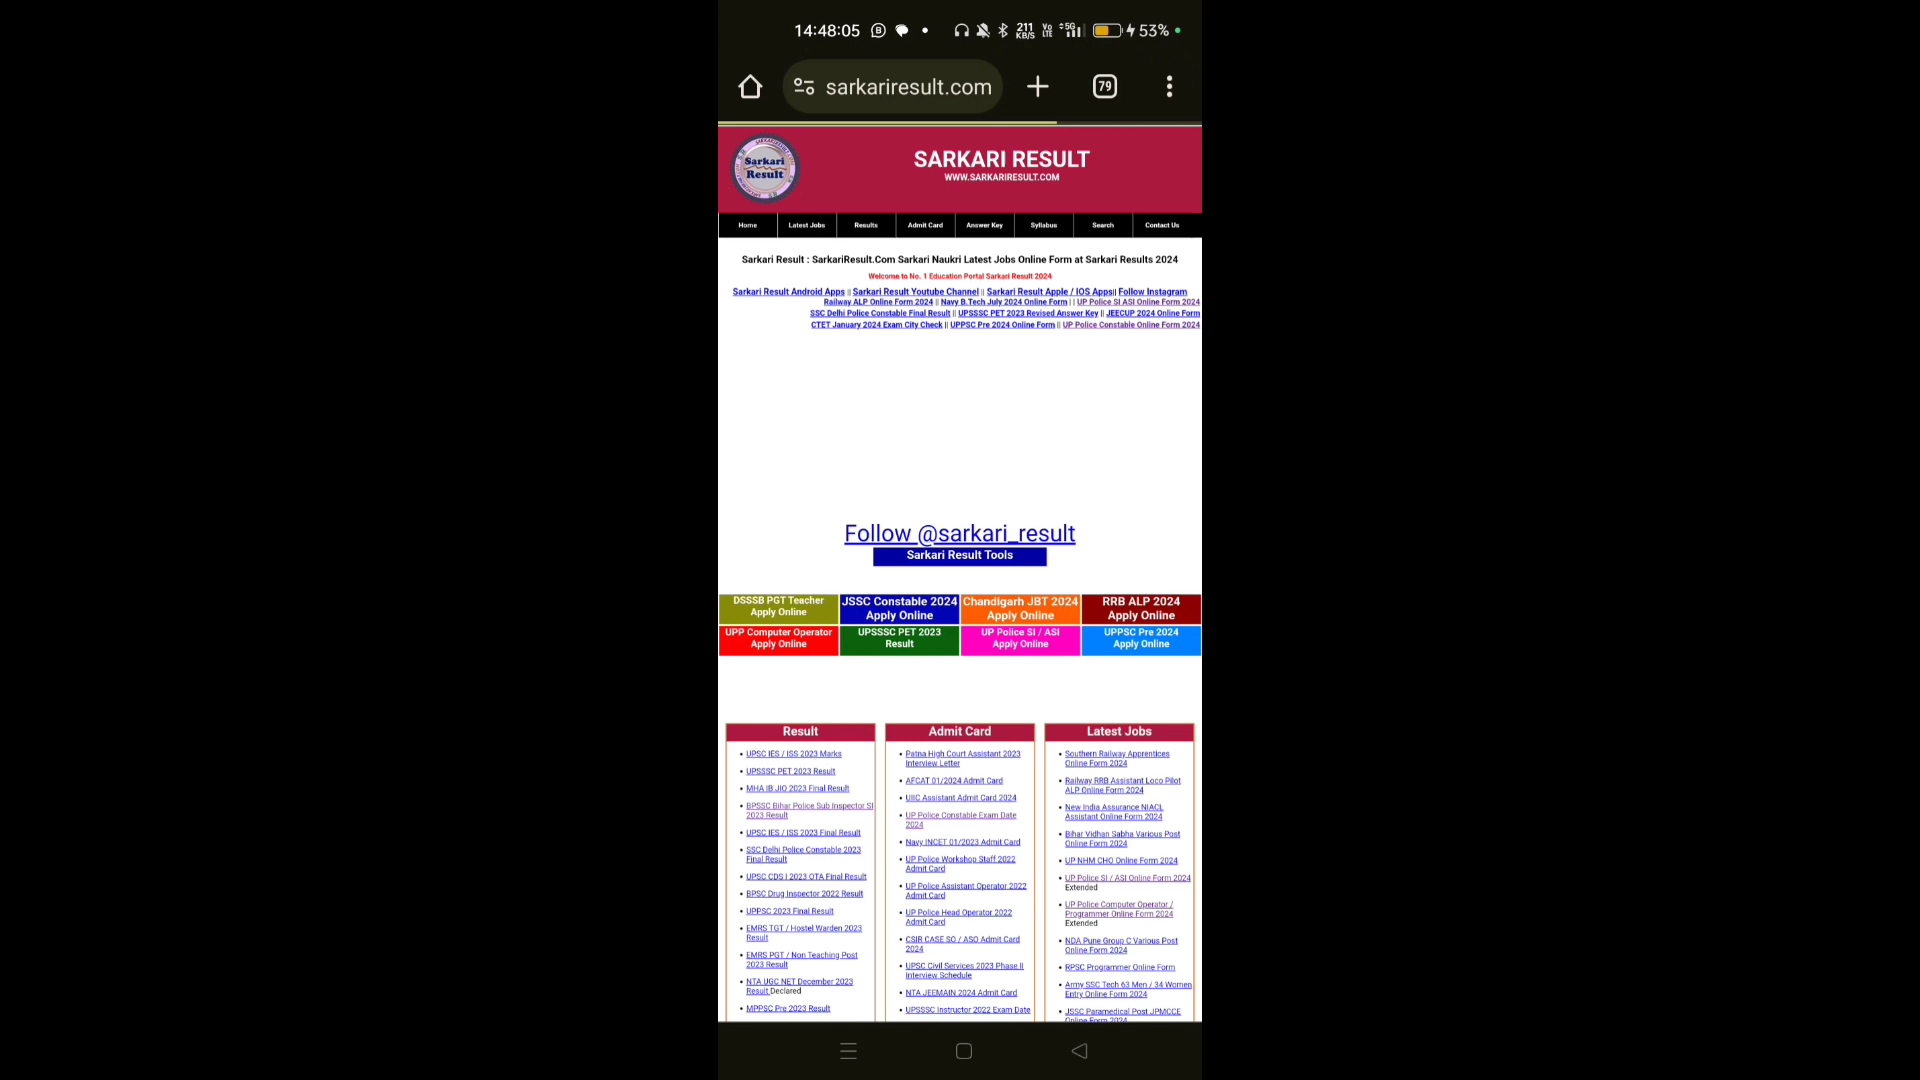 14:48:05 211 KB/S Vo LTE 5G 53%
sarkariresult.com 79
Sarkari Result
SARKARI RESULT
WWW.SARKARIRESULT.COM
Home Latest Jobs Results Admit Card Answer Key Syllabus Search Contact Us
Sarkari Result : SarkariResult.Com Sarkari Naukri Latest Jobs Online Form at Sarkari Results 2024
Welcome to No. 1 Education Portal Sarkari Result 2024
Sarkari Result Android Apps || Sarkari Result Youtube Channel || Sarkari Result Apple / IOS Apps|| Follow Instagram
Railway ALP Online Form 2024 || Navy B.Tech July 2024 Online Form | | UP Police SI ASI Online Form 2024
SSC Delhi Police Constable Final Result || UPSSSC PET 2023 Revised Answer Key || JEECUP 2024 Online Form
CTET January 2024 Exam City Check || UPPSC Pre 2024 Online Form || UP Police Constable Online Form 2024
Follow @sarkari_result
Sarkari Result Tools
DSSSB PGT Teacher
Apply Online
JSSC Constable 2024
Apply Online
Chandigarh JBT 2024
Apply Online
RRB ALP 2024
Apply Online
UPP Computer Operator
Apply Online
UPSSSC PET 2023
Result
UP Police SI / ASI
Apply Online
UPPSC Pre 2024
Apply Online
Result
UPSC IES / ISS 2023 Marks
UPSSSC PET 2023 Result
MHA IB JIO 2023 Final Result
BPSSC Bihar Police Sub Inspector SI
2023 Result
UPSC IES / ISS 2023 Final Result
SSC Delhi Police Constable 2023
Final Result
UPSC CDS I 2023 OTA Final Result
BPSC Drug Inspector 2022 Result
UPPSC 2023 Final Result
EMRS TGT / Hostel Warden 2023
Result
EMRS PGT / Non Teaching Post
2023 Result
NTA UGC NET December 2023
Result Declared
MPPSC Pre 2023 Result
Admit Card
Patna High Court Assistant 2023
Interview Letter
AFCAT 01/2024 Admit Card
UIIC Assistant Admit Card 2024
UP Police Constable Exam Date
2024
Navy INCET 01/2023 Admit Card
UP Police Workshop Staff 2022
Admit Card
UP Police Assistant Operator 2022
Admit Card
UP Police Head Operator 2022
Admit Card
CSIR CASE SO / ASO Admit Card
2024
UPSC Civil Services 2023 Phase II
Interview Schedule
NTA JEEMAIN 2024 Admit Card
UPSSSC Instructor 2022 Exam Date
Latest Jobs
Southern Railway Apprentices
Online Form 2024
Railway RRB Assistant Loco Pilot
ALP Online Form 2024
New India Assurance NIACL
Assistant Online Form 2024
Bihar Vidhan Sabha Various Post
Online Form 2024
UP NHM CHO Online Form 2024
UP Police SI / ASI Online Form 2024
Extended
UP Police Computer Operator /
Programmer Online Form 2024
Extended
NDA Pune Group C Various Post
Online Form 2024
RPSC Programmer Online Form
Army SSC Tech 63 Men / 34 Women
Entry Online Form 2024
JSSC Paramedical Post JPMCCE
Online Form 2024